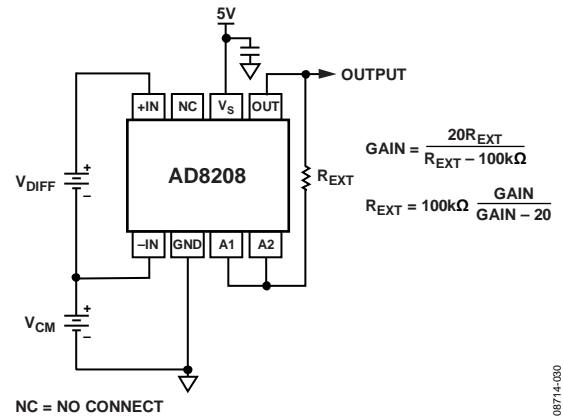 5V
OUTPUT
+IN NC VS OUT
GAIN = 20REXT / REXT – 100kΩ
AD8208
REXT
VDIFF
REXT = 100kΩ GAIN / GAIN – 20
–IN GND A1 A2
VCM
NC = NO CONNECT
08714-030